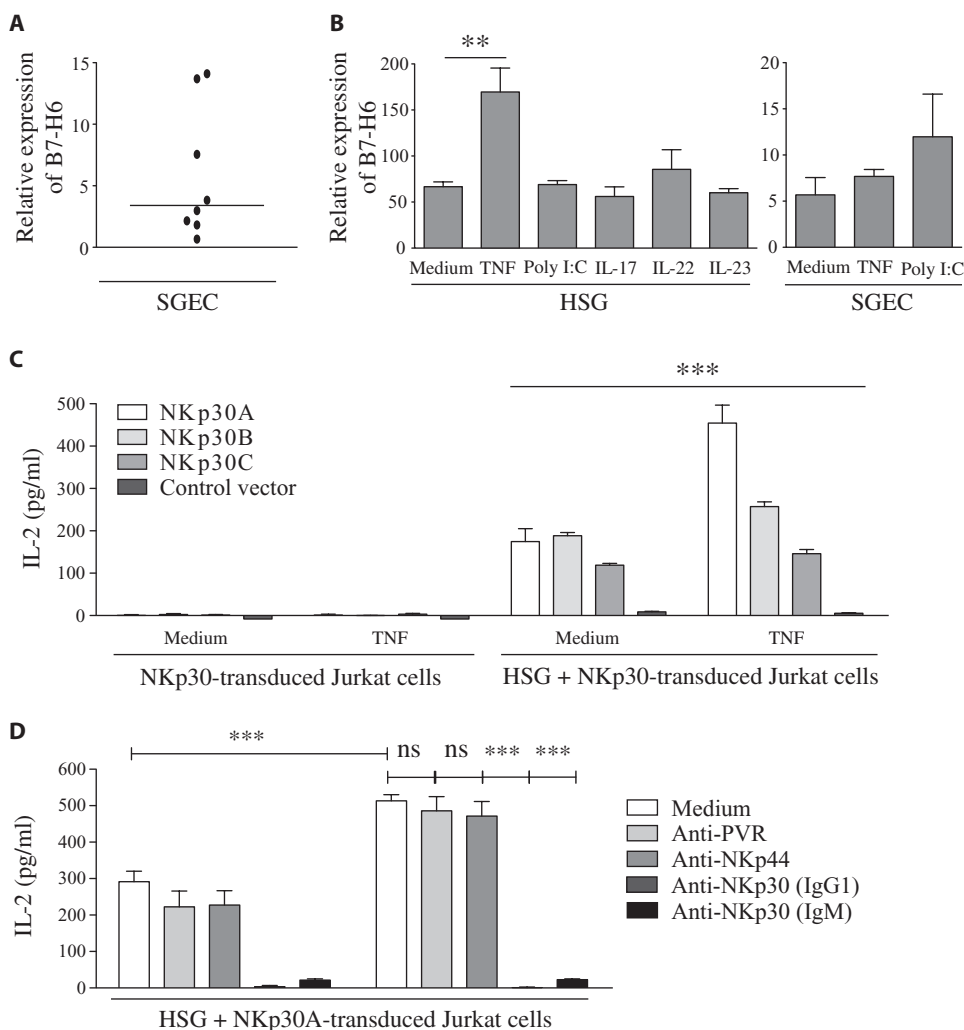 A
Relative expression
of B7-H6
15
10
5
0
SGEC
B
**
Relative expression
of B7-H6
200
150
100
50
0
Medium TNF Poly I:C IL-17 IL-22 IL-23
HSG
20
15
10
5
0
Medium TNF Poly I:C
SGEC
C
***
IL-2 (pg/ml)
500
400
300
200
100
0
NKp30A
NKp30B
NKp30C
Control vector
Medium TNF Medium TNF
NKp30-transduced Jurkat cells HSG + NKp30-transduced Jurkat cells
D
*** ns ns *** ***
IL-2 (pg/ml)
600
500
400
300
200
100
0
Medium
Anti-PVR
Anti-NKp44
Anti-NKp30 (IgG1)
Anti-NKp30 (IgM)
HSG + NKp30A-transduced Jurkat cells